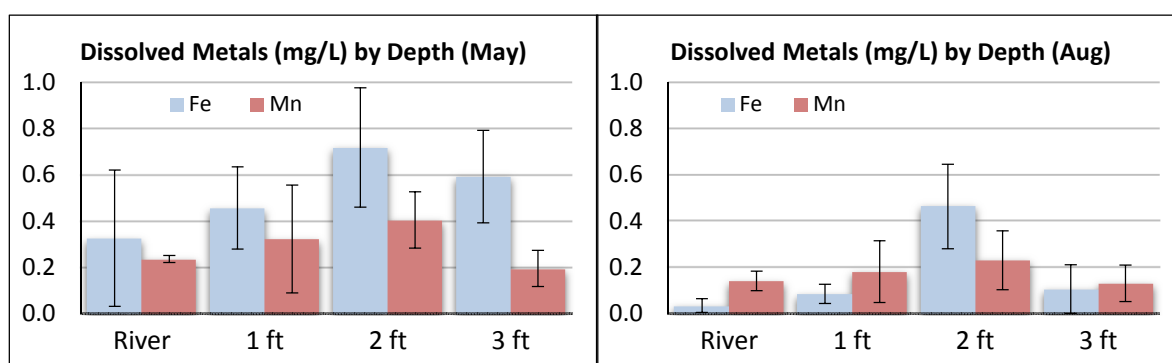 Dissolved Metals (mg/L) by Depth (May)
1.0
Fe Mn
0.8
0.6
0.4
0.2
0.0
River 1 ft 2 ft 3 ft
Dissolved Metals (mg/L) by Depth (Aug)
1.0
Fe Mn
0.8
0.6
0.4
0.2
0.0
River 1 ft 2 ft 3 ft